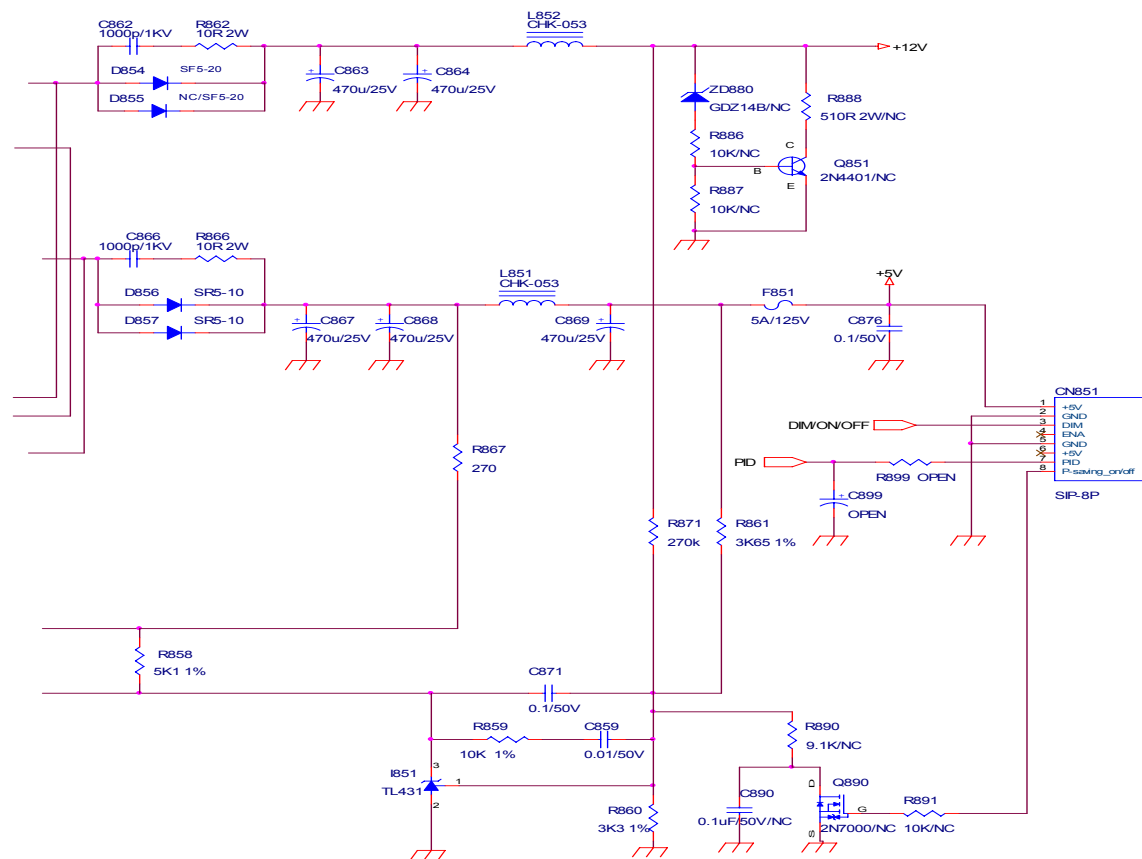 L852
CHK-053
C862
1000p/1KV
R862
10R 2W
+12V
D854
SF5-20
D855
NC/SF5-20
C863
470u/25V
C864
470u/25V
ZD880
GDZ14B/NC
R888
510R 2W/NC
R886
10K/NC
C
Q851
2N4401/NC
B
E
R887
10K/NC
C866
1000p/1KV
R866
10R 2W
L851
CHK-053
+5V
D856
SR5-10
D857
SR5-10
F851
5A/125V
C867
470u/25V
C868
470u/25V
C869
470u/25V
C876
0.1/50V
CN851
1
+5V
2
GND
DIM/ON/OFF
3
DIM
4
ENA
5
GND
6
+5V
PID
7
PID
8
P-saving_on/off
R899 OPEN
SIP-8P
C899
OPEN
R867
270
R871
270k
R861
3K65 1%
R858
5K1 1%
C871
0.1/50V
R859
10K 1%
C859
0.01/50V
R890
9.1K/NC
I851
TL431
3
1
2
R860
3K3 1%
C890
0.1uF/50V/NC
D
Q890
G
S
2N7000/NC
R891
10K/NC